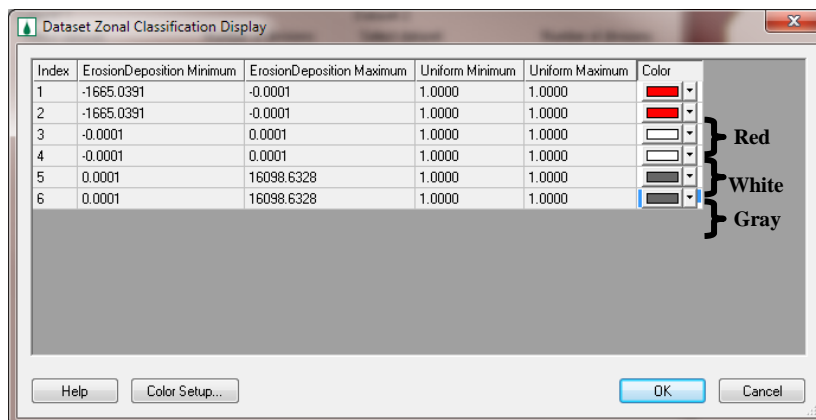 Dataset Zonal Classification Display
Index ErosionDeposition Minimum ErosionDeposition Maximum Uniform Minimum Uniform Maximum Color
1 -1665.0391 -0.0001 1.0000 1.0000
2 -1665.0391 -0.0001 1.0000 1.0000
3 -0.0001 0.0001 1.0000 1.0000
Red
4 -0.0001 0.0001 1.0000 1.0000
5 0.0001 16098.6328 1.0000 1.0000
White
6 0.0001 16098.6328 1.0000 1.0000
Gray
Help Color Setup... OK Cancel